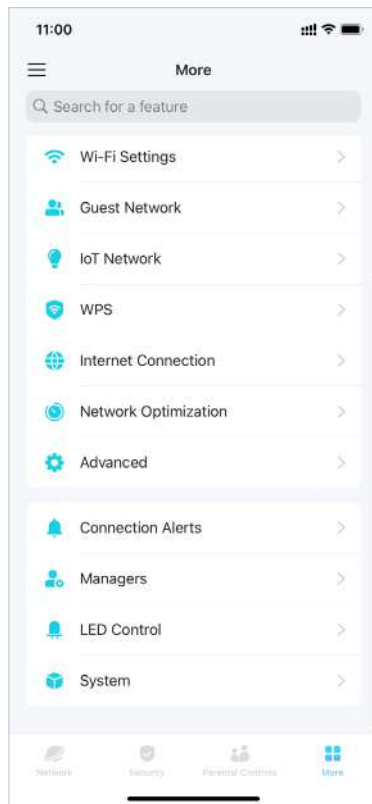 11:00
More
Search for a feature
Wi-Fi Settings
Guest Network
IoT Network
WPS
Internet Connection
Network Optimization
Advanced
Connection Alerts
Managers
LED Control
System
Network Security Parental Controls More